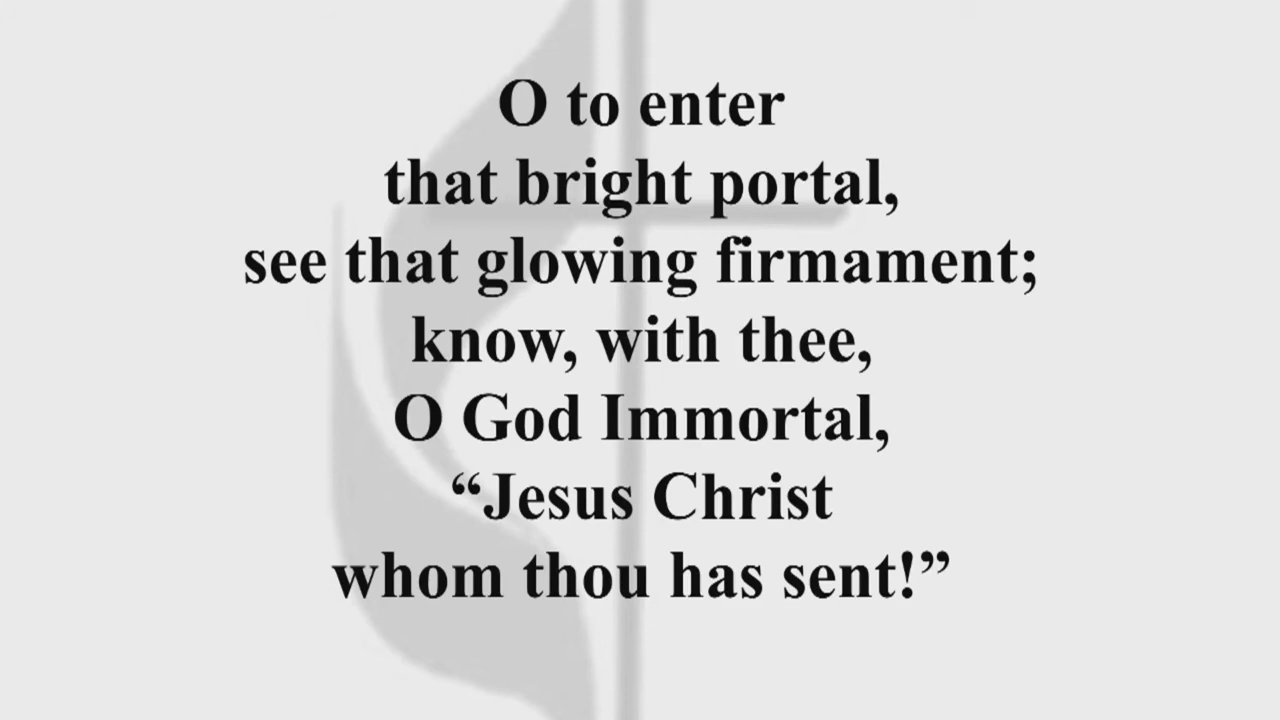 O to enter
that bright portal,
see that glowing firmament;
know, with thee,
O God Immortal,
“Jesus Christ
whom thou has sent!”